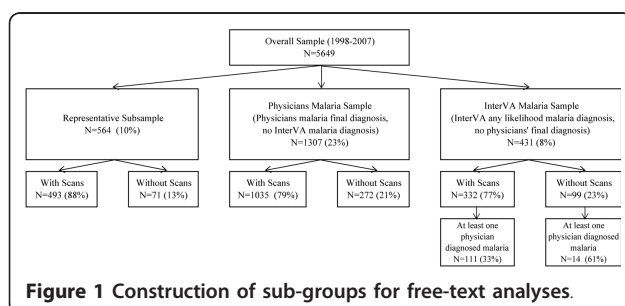 Overall Sample (1998-2007)
N=5649
Representative Subsample
N=564 (10%)
Physicians Malaria Sample
(Physicians malaria final diagnosis,
no InterVA malaria diagnosis)
N=1307 (23%)
InterVA Malaria Sample
(InterVA any likelihood malaria diagnosis,
no physicians' final diagnosis)
N=431 (8%)
With Scans
N=493 (88%)
Without Scans
N=71 (13%)
With Scans
N=1035 (79%)
Without Scans
N=272 (21%)
With Scans
N=332 (77%)
Without Scans
N=99 (23%)
At least one
physician
diagnosed malaria
N=111 (33%)
At least one
physician diagnosed
malaria
N=14 (61%)
Figure 1 Construction of sub-groups for free-text analyses.